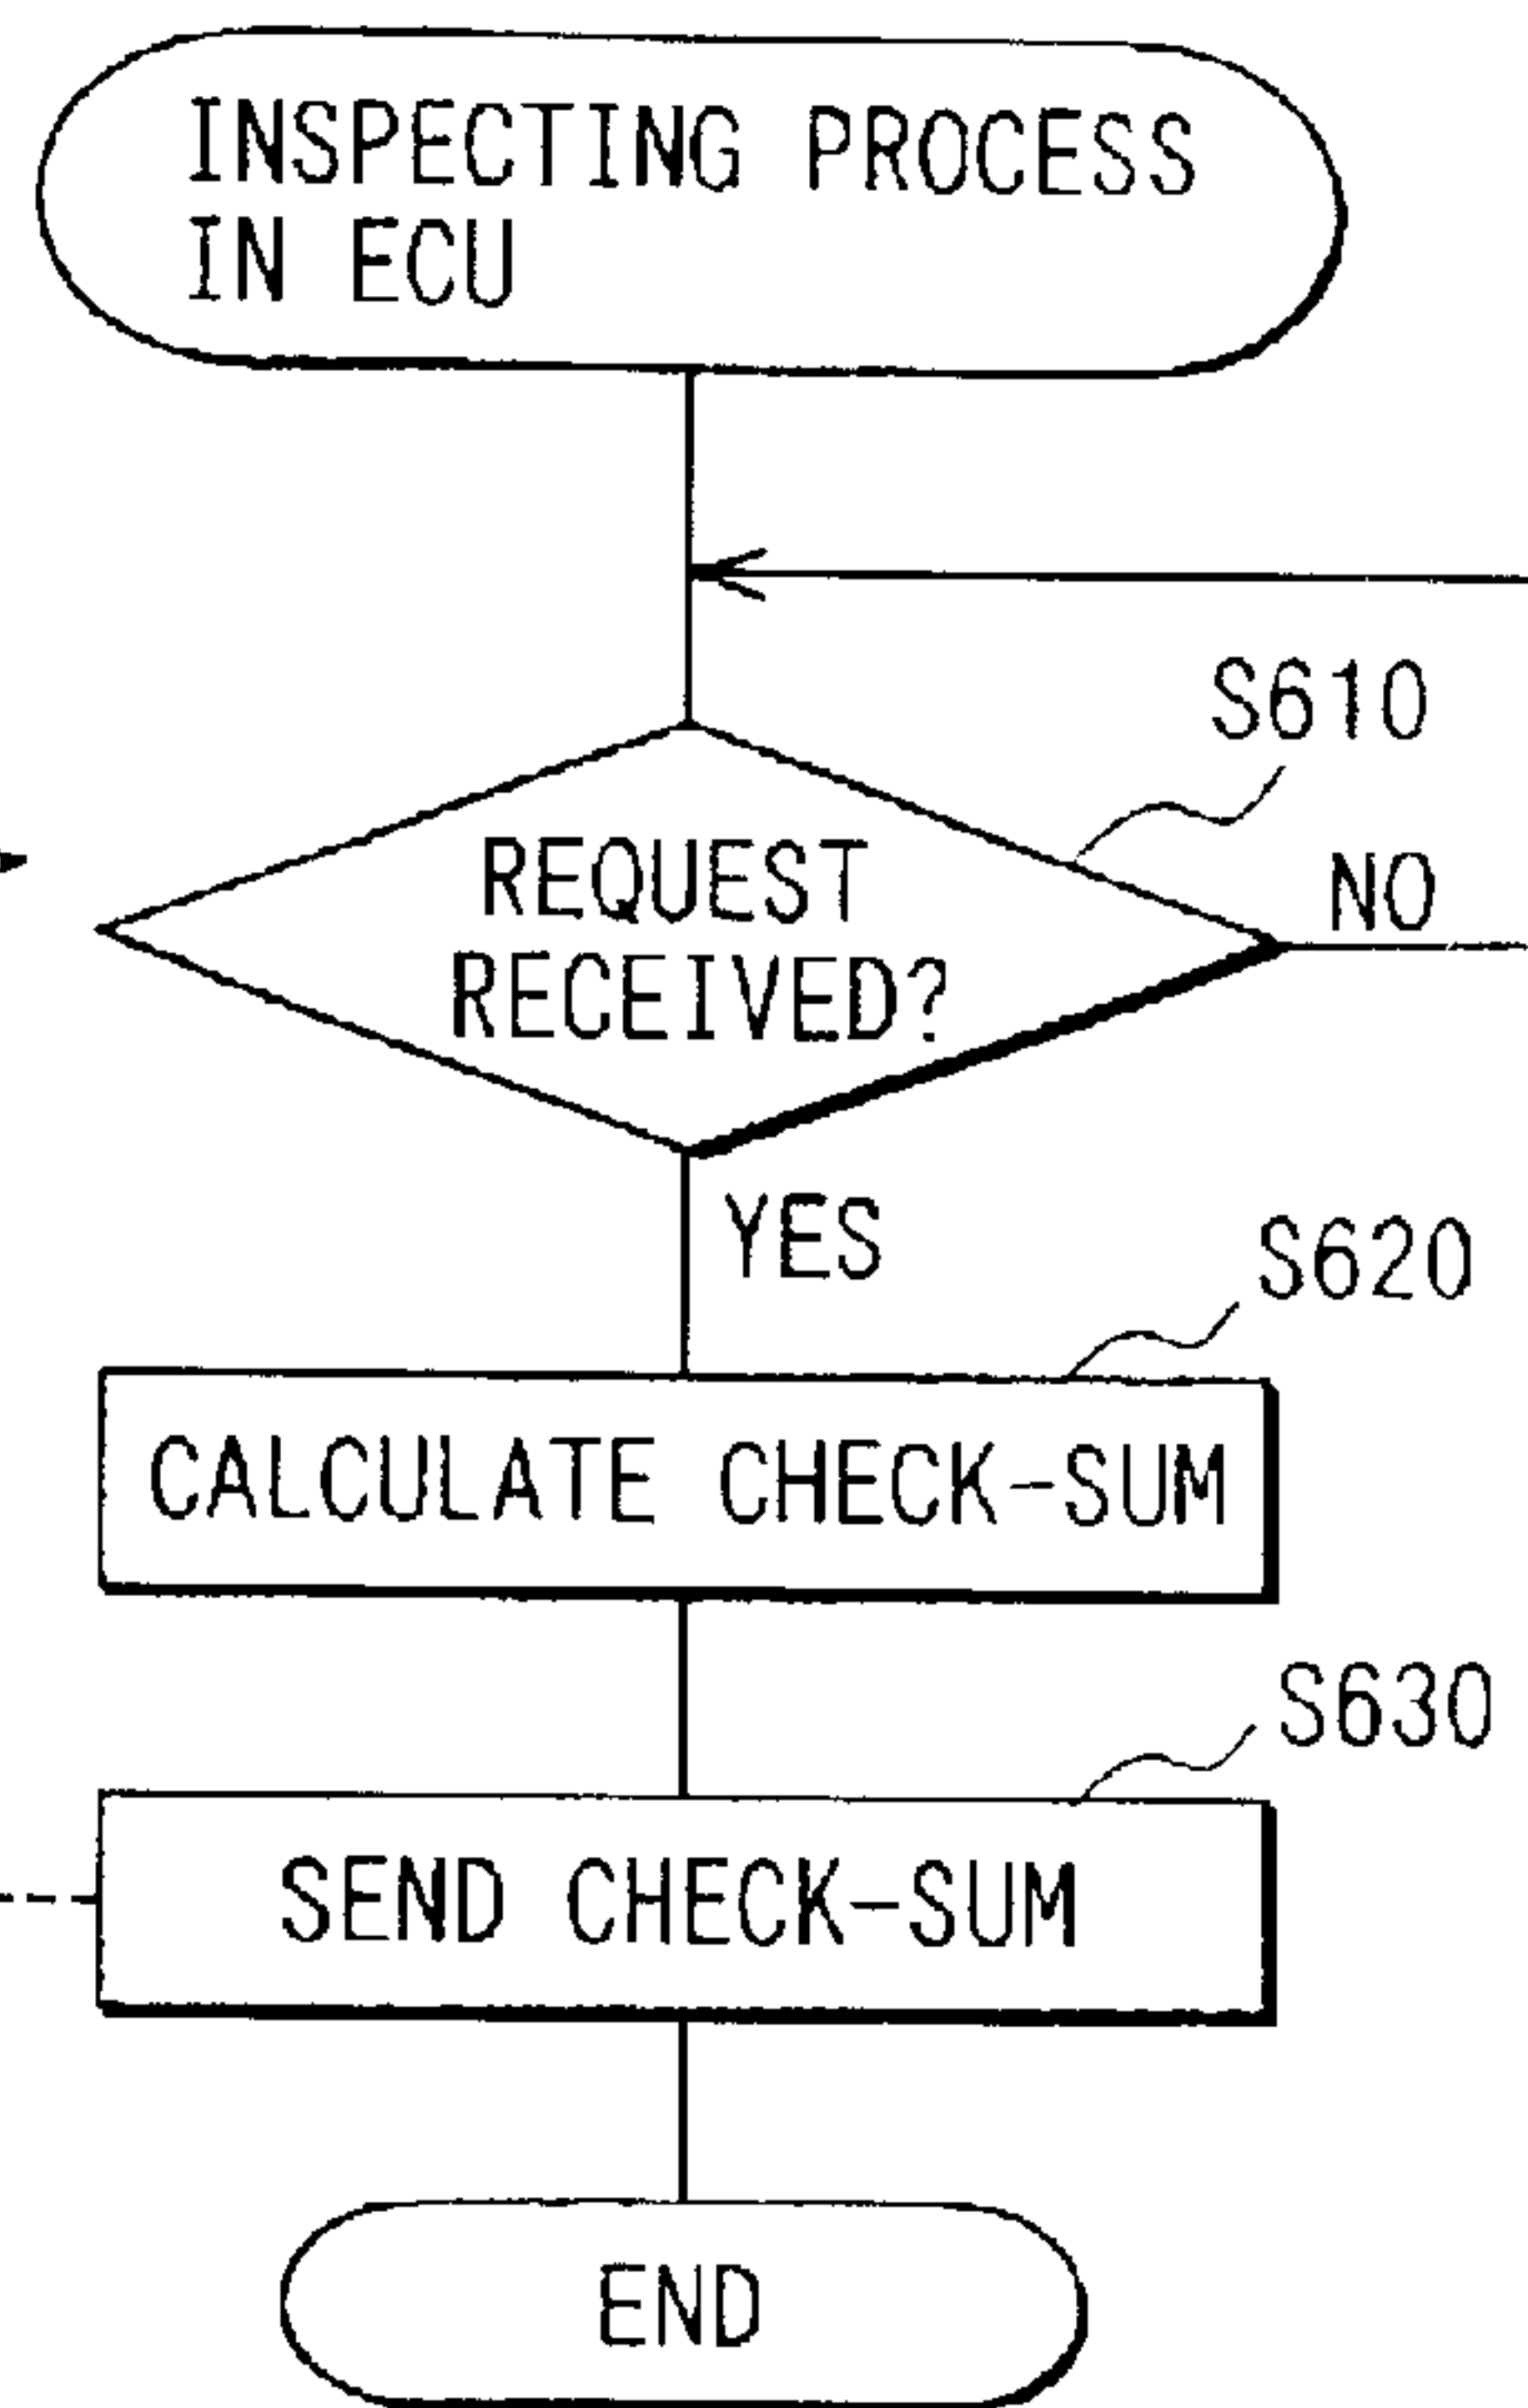 INSPECTING PROCESS
IN ECU
S610
REQUEST
RECEIVED?
NO
YES
S620
CALCULATE CHECK-SUM
S630
SEND CHECK-SUM
END